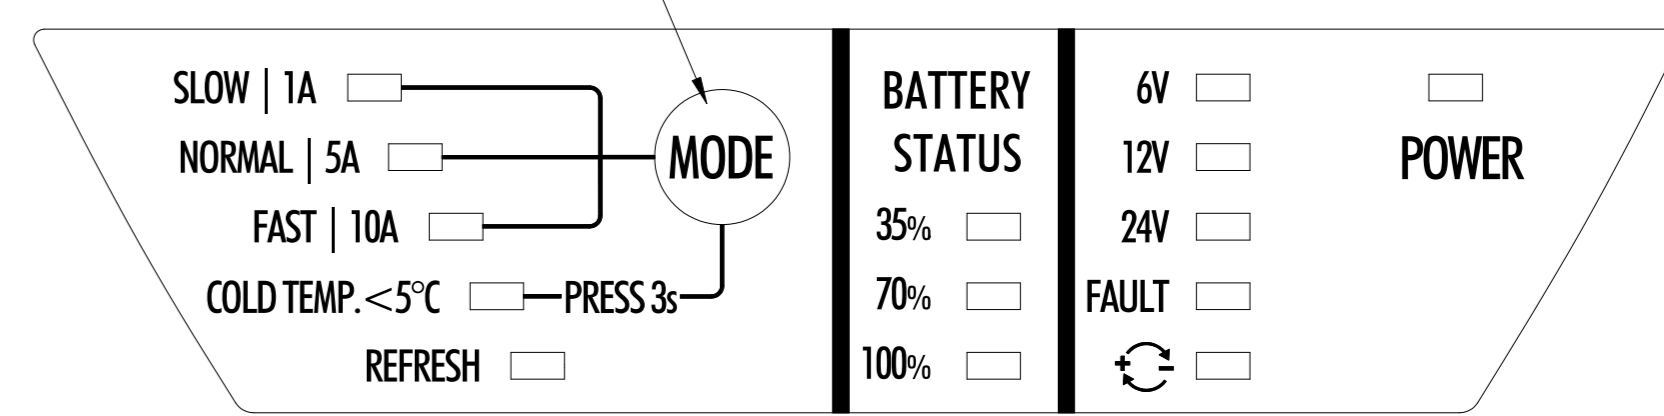 SLOW | 1A
NORMAL | 5A
FAST | 10A
COLD TEMP.<5°C
PRESS 3s
REFRESH
MODE
BATTERY
STATUS
35%
70%
100%
6V
12V
24V
FAULT
+ -
POWER